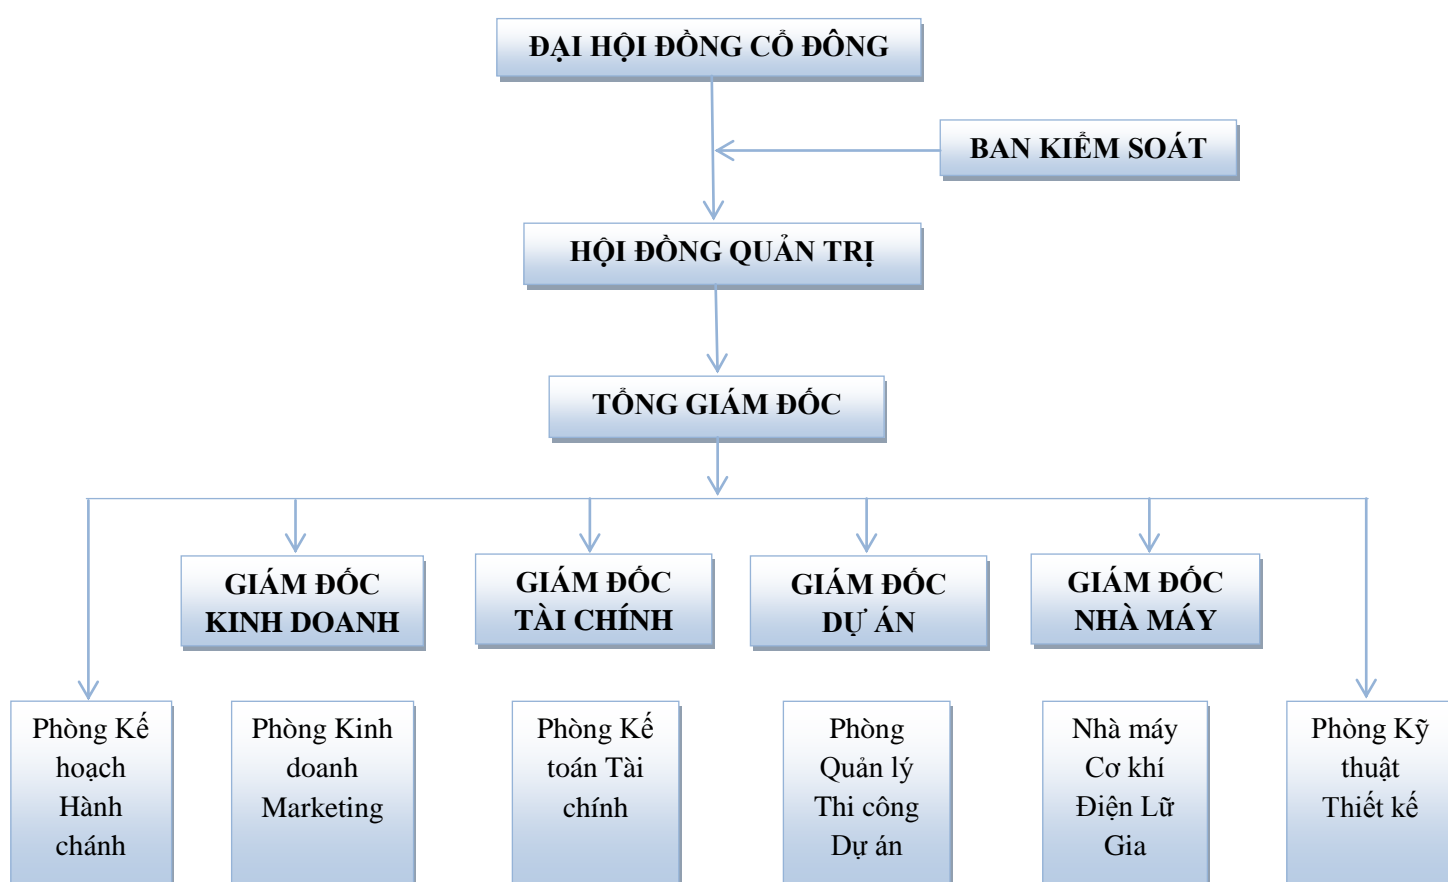 ĐẠI HỘI ĐỒNG CỔ ĐÔNG
BAN KIỂM SOÁT
HỘI ĐỒNG QUẢN TRỊ
TỔNG GIÁM ĐỐC
GIÁM ĐỐC
KINH DOANH
GIÁM ĐỐC
TÀI CHÍNH
GIÁM ĐỐC
DỰ ÁN
GIÁM ĐỐC
NHÀ MÁY
Phòng Kế
hoạch
Hành
chánh
Phòng Kinh
doanh
Marketing
Phòng Kế
toán Tài
chính
Phòng
Quản lý
Thi công
Dự án
Nhà máy
Cơ khí
Điện Lữ
Gia
Phòng Kỹ
thuật
Thiết kế